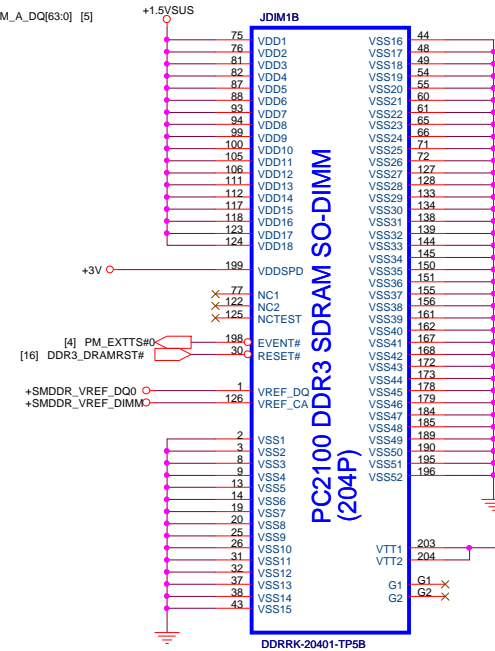 M_A_DQ[63:0] [5]
+1.5VSUS
JDIM1B
75 VDD1 VSS16 44
76 VDD2 VSS17 48
81 VDD3 VSS18 49
82 VDD4 VSS19 54
87 VDD5 VSS20 55
88 VDD6 VSS21 60
93 VDD7 VSS22 61
94 VDD8 VSS23 65
99 VDD9 VSS24 66
100 VDD10 VSS25 71
105 VDD11 VSS26 72
106 VDD12 VSS27 127
111 VDD13 VSS28 128
112 VDD14 VSS29 133
117 VDD15 VSS30 134
118 VDD16 VSS31 138
123 VDD17 VSS32 139
124 VDD18 VSS33 144
VSS34 145
+3V 199 VDDSPD VSS35 150
VSS36 151
77 NC1 VSS37 155
122 NC2 VSS38 156
125 NCTEST VSS39 161
VSS40 162
[4] PM_EXTTS#0 198 EVENT# VSS41 167
[16] DDR3_DRAMRST# 30 RESET# VSS42 168
VSS43 172
VSS44 173
+SMDDR_VREF_DQ0 1 VREF_DQ VSS45 178
+SMDDR_VREF_DIMM 126 VREF_CA VSS46 179
VSS47 184
VSS48 185
2 VSS1 VSS49 189
3 VSS2 VSS50 190
8 VSS3 VSS51 195
9 VSS4 VSS52 196
13 VSS5
14 VSS6
19 VSS7
20 VSS8
25 VSS9
26 VSS10 VTT1 203
31 VSS11 VTT2 204
32 VSS12
37 VSS13 G1 G1
38 VSS14 G2 G2
43 VSS15
PC2100 DDR3 SDRAM SO-DIMM
(204P)
DDRRK-20401-TP5B